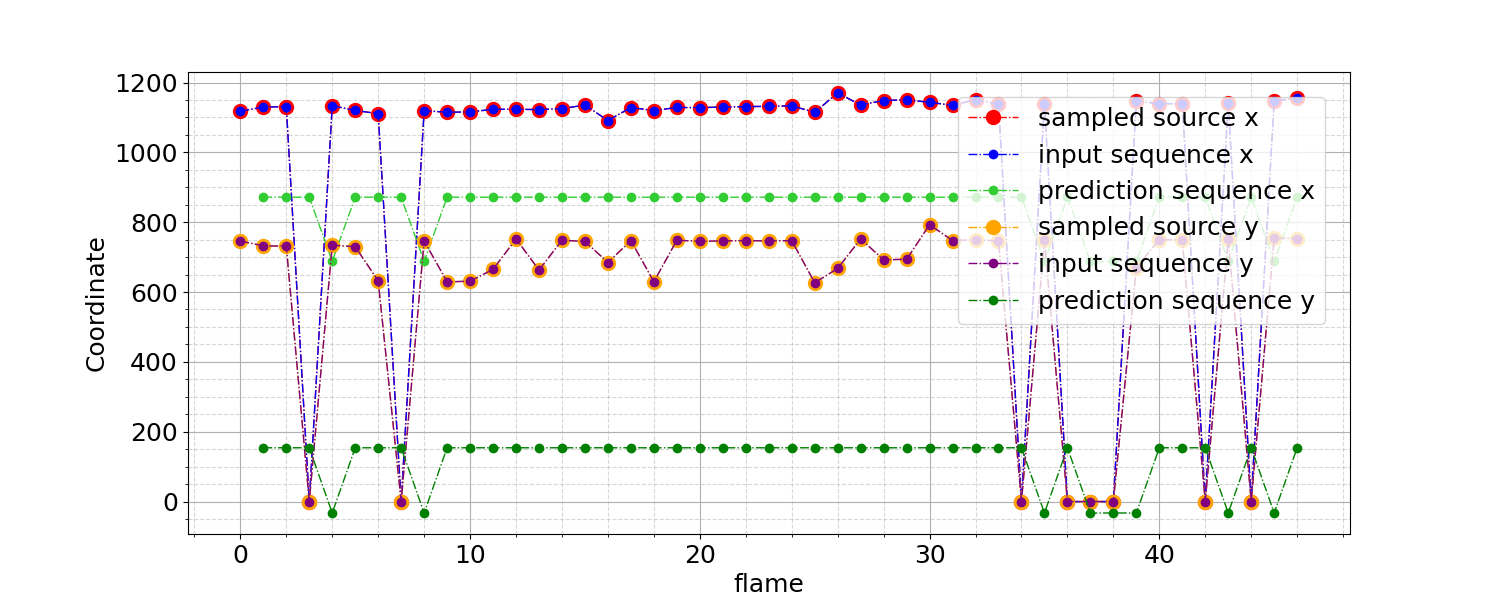 1200
1000
800
600
400
200
0
Coordinate
0 10 20 30 40
flame
sampled source x
input sequence x
prediction sequence x
sampled source y
input sequence y
prediction sequence y